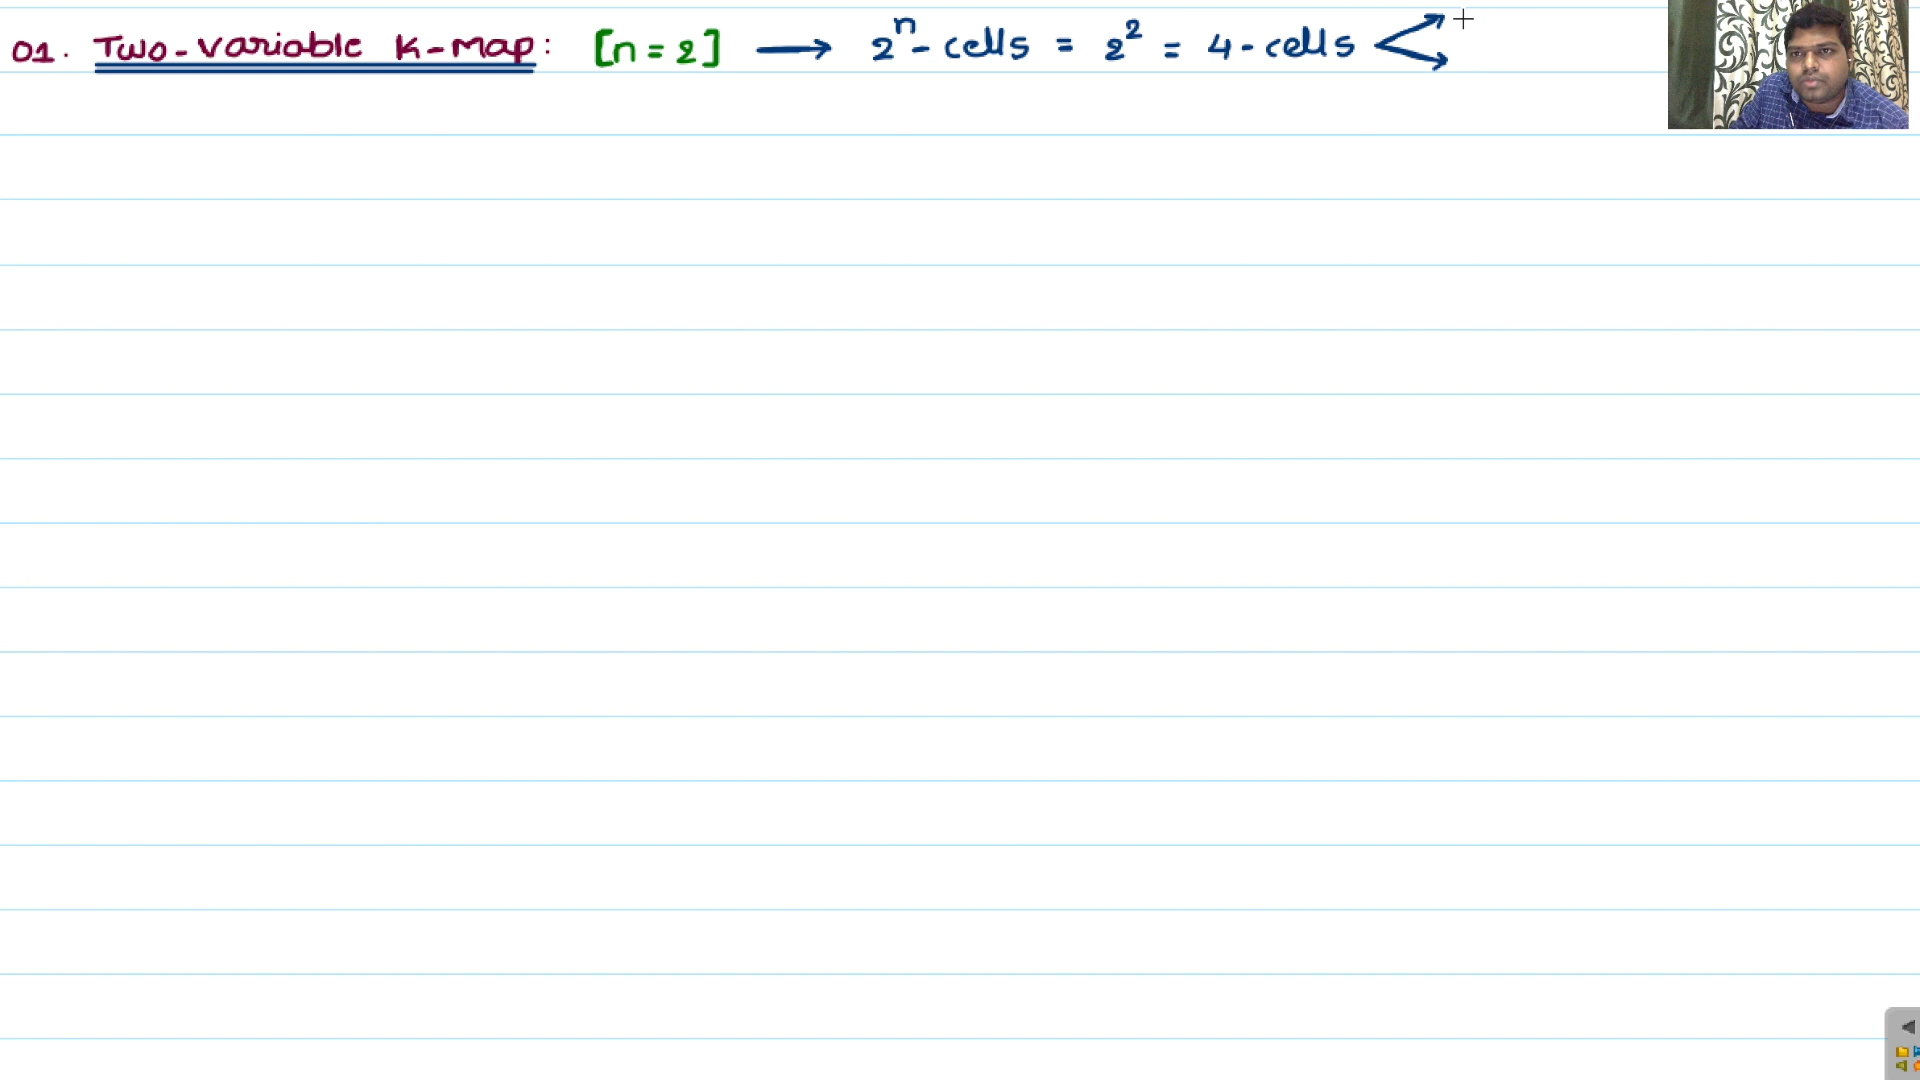 01. Two-variable K-Map: [n = 2] ⟶ 2ⁿ- cells = 2² = 4 - cells